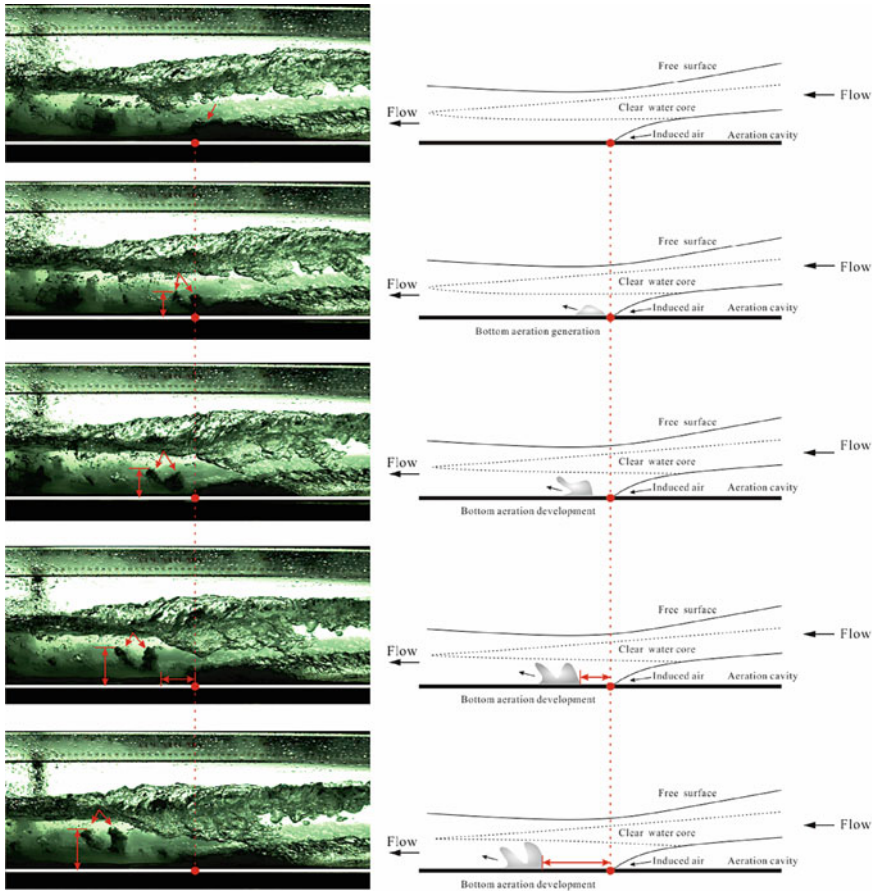 Free surface
Flow
Flow
Clear water core
Induced air
Aeration cavity
Free surface
Flow
Flow
Clear water core
Induced air
Aeration cavity
Bottom aeration generation
Free surface
Flow
Flow
Clear water core
Induced air
Aeration cavity
Bottom aeration development
Free surface
Flow
Flow
Clear water core
Induced air
Aeration cavity
Bottom aeration development
Free surface
Flow
Clear water core
Flow
Induced air
Aeration cavity
Bottom aeration development